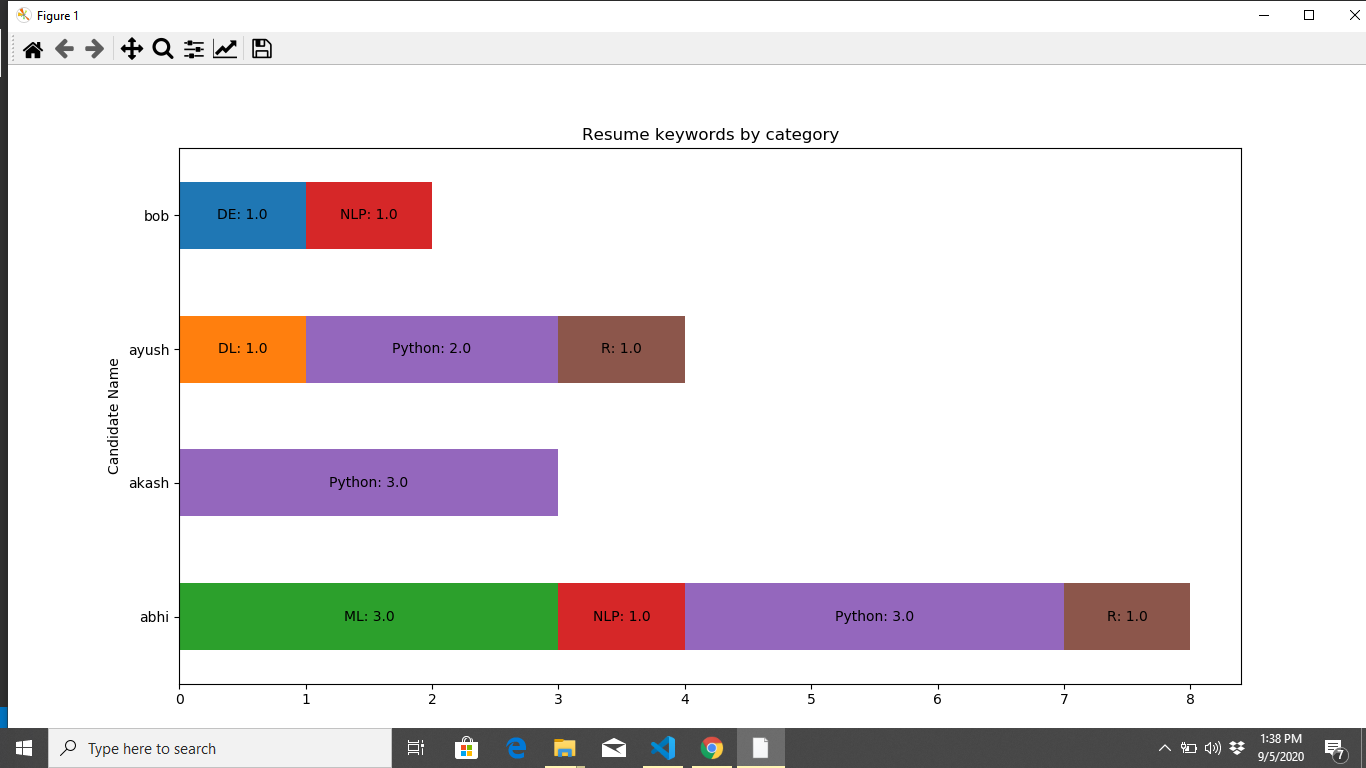 Figure 1
Resume keywords by category
bob
DE: 1.0
NLP: 1.0
ayush
DL: 1.0
Python: 2.0
R: 1.0
Candidate Name
akash
Python: 3.0
abhi
ML: 3.0
NLP: 1.0
Python: 3.0
R: 1.0
0 1 2 3 4 5 6 7 8
Type here to search
1:38 PM
9/5/2020
7